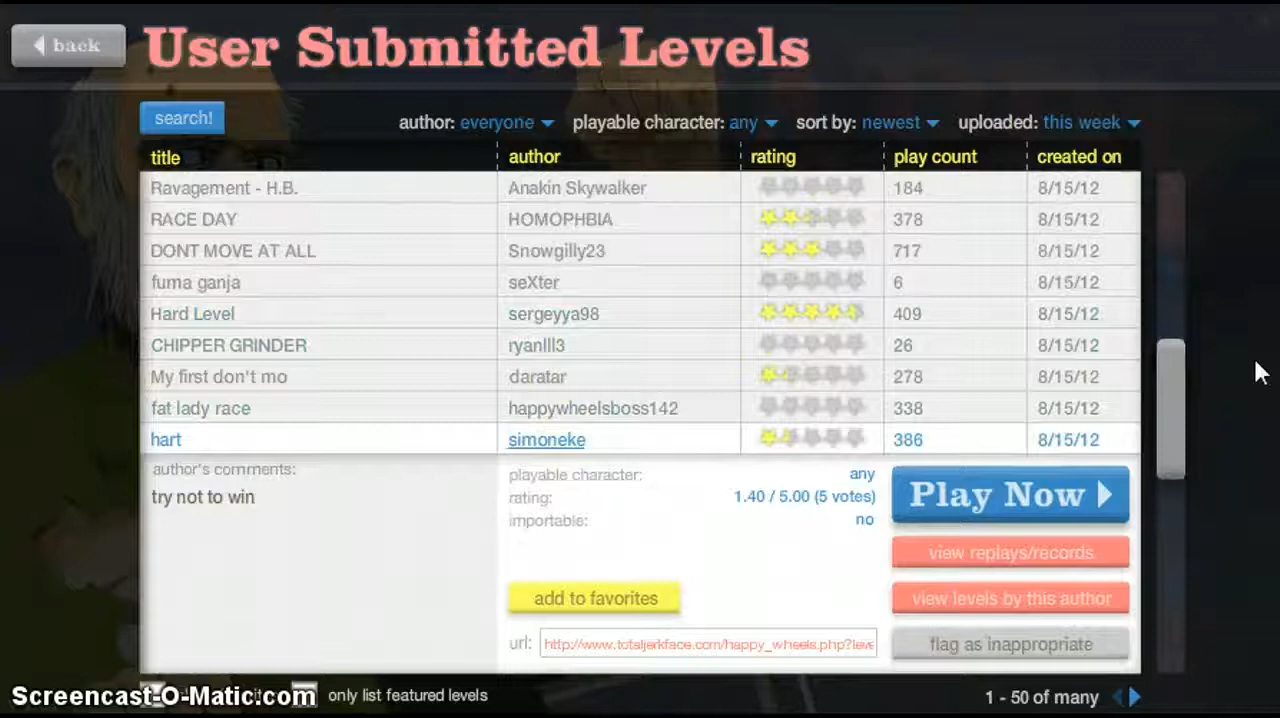 back
User Submitted Levels
search!
author: everyone playable character: any sort by: newest uploaded: this week
title author rating play count created on
Ravagement - H.B. Anakin Skywalker 184 8/15/12
RACE DAY HOMOPHBIA 378 8/15/12
DONT MOVE AT ALL Snowgilly23 717 8/15/12
fuma ganja seXter 6 8/15/12
Hard Level sergeyya98 409 8/15/12
CHIPPER GRINDER ryanlll3 26 8/15/12
My first don't mo daratar 278 8/15/12
fat lady race happywheelsboss142 338 8/15/12
hart simoneke 386 8/15/12
author's comments:
try not to win
playable character: any
rating: 1.40 / 5.00 (5 votes)
importable: no
Play Now
view replays/records
view levels by this author
add to favorites
url: http://www.totaljerkface.com/happy_wheels.php?leve
flag as inappropriate
Screencast-O-Matic.com
only list featured levels
1 - 50 of many